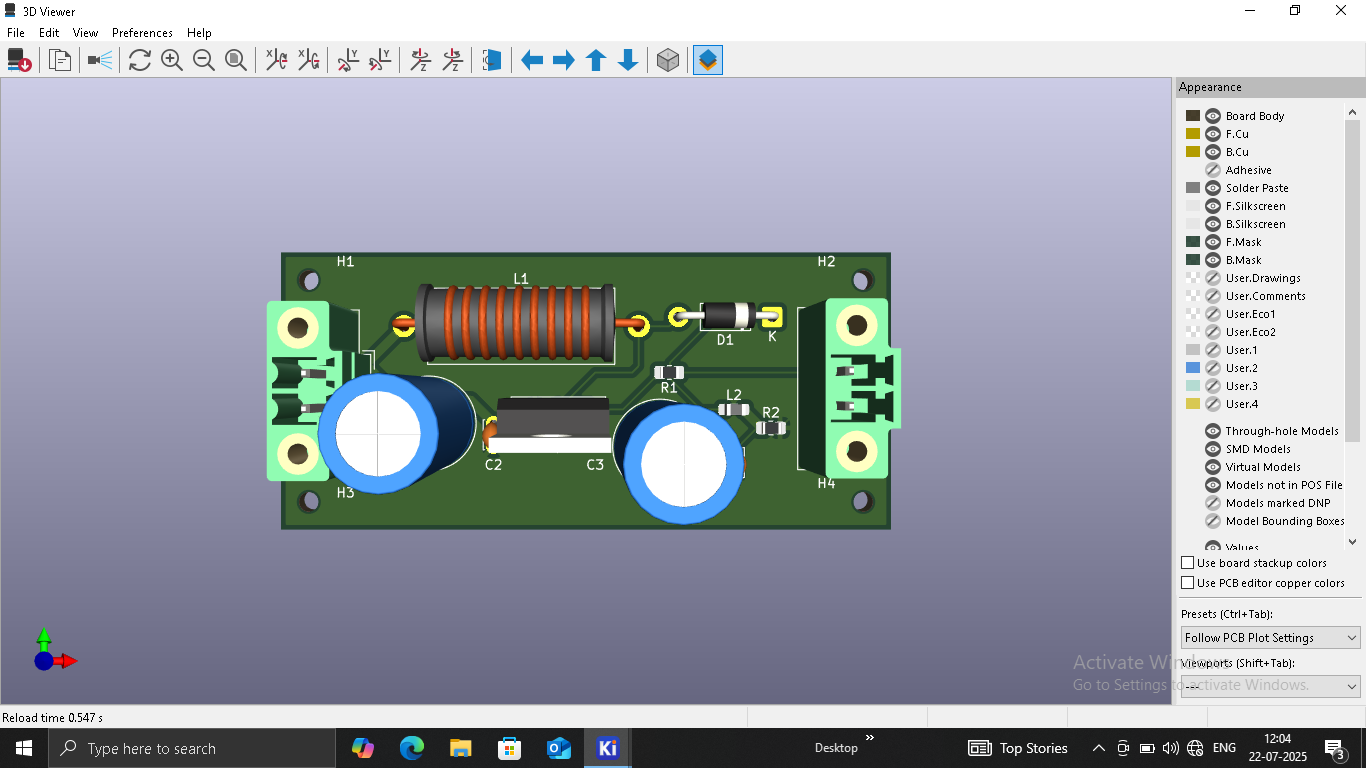 3D Viewer
File Edit View Preferences Help
Appearance
Board Body
F.Cu
B.Cu
Adhesive
Solder Paste
F.Silkscreen
B.Silkscreen
F.Mask
B.Mask
User.Drawings
User.Comments
User.Eco1
User.Eco2
User.1
User.2
User.3
User.4
Through-hole Models
SMD Models
Virtual Models
Models not in POS File
Models marked DNP
Model Bounding Boxes
Values
Use board stackup colors
Use PCB editor copper colors
Presets (Ctrl+Tab):
Follow PCB Plot Settings
Viewports (Shift+Tab):
---
X X Y Y Z Z
H1 H2
L1
D1 K
R1
L2
R2
C2 C3
H3 H4
Activate Windows
Go to Settings to activate Windows.
Reload time 0.547 s
Type here to search
Ki
Desktop »
Top Stories
ENG
12:04
22-07-2025
3